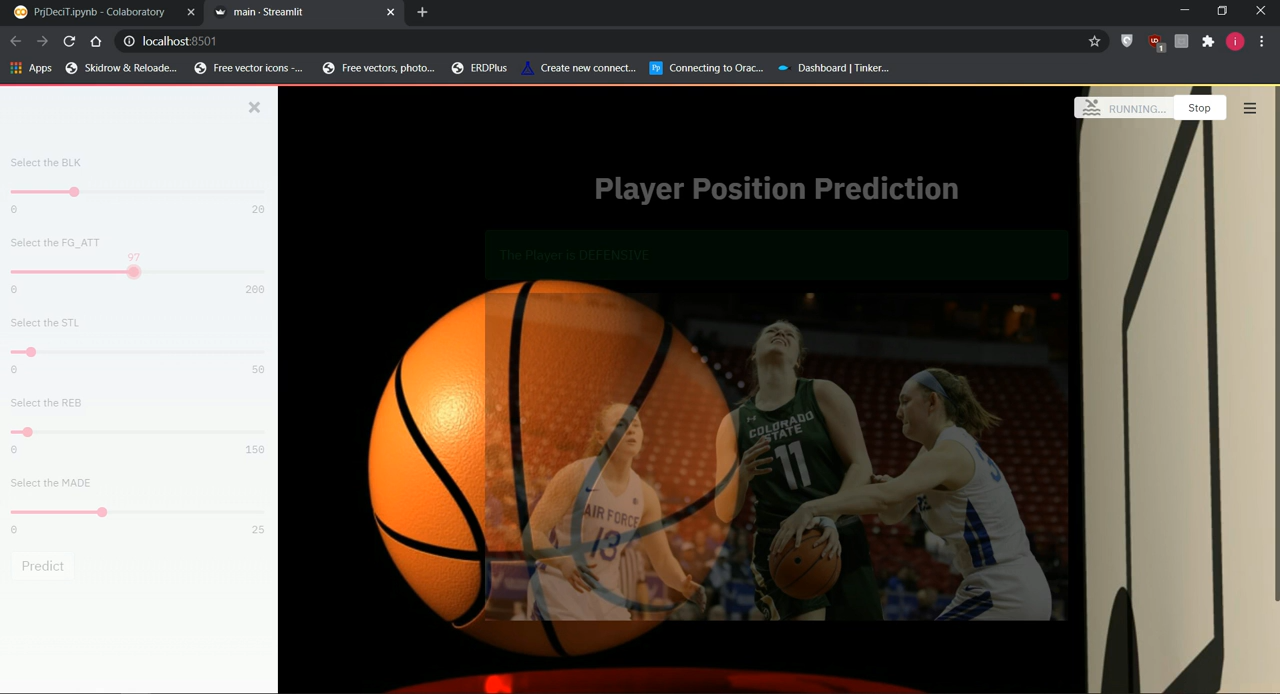 PrjDeciT.ipynb - Colaboratory
main · Streamlit
localhost:8501
Apps
Skidrow & Reloade...
Free vector icons -...
Free vectors, photo...
ERDPlus
Create new connect...
Connecting to Orac...
Dashboard | Tinker...
RUNNING...
Stop
Select the BLK
0 20
Select the FG_ATT
97
0 200
Select the STL
0 50
Select the REB
0 150
Select the MADE
0 25
Predict
Player Position Prediction
The Player is DEFENSIVE
COLORADO
STATE
11
AIR FORCE
13